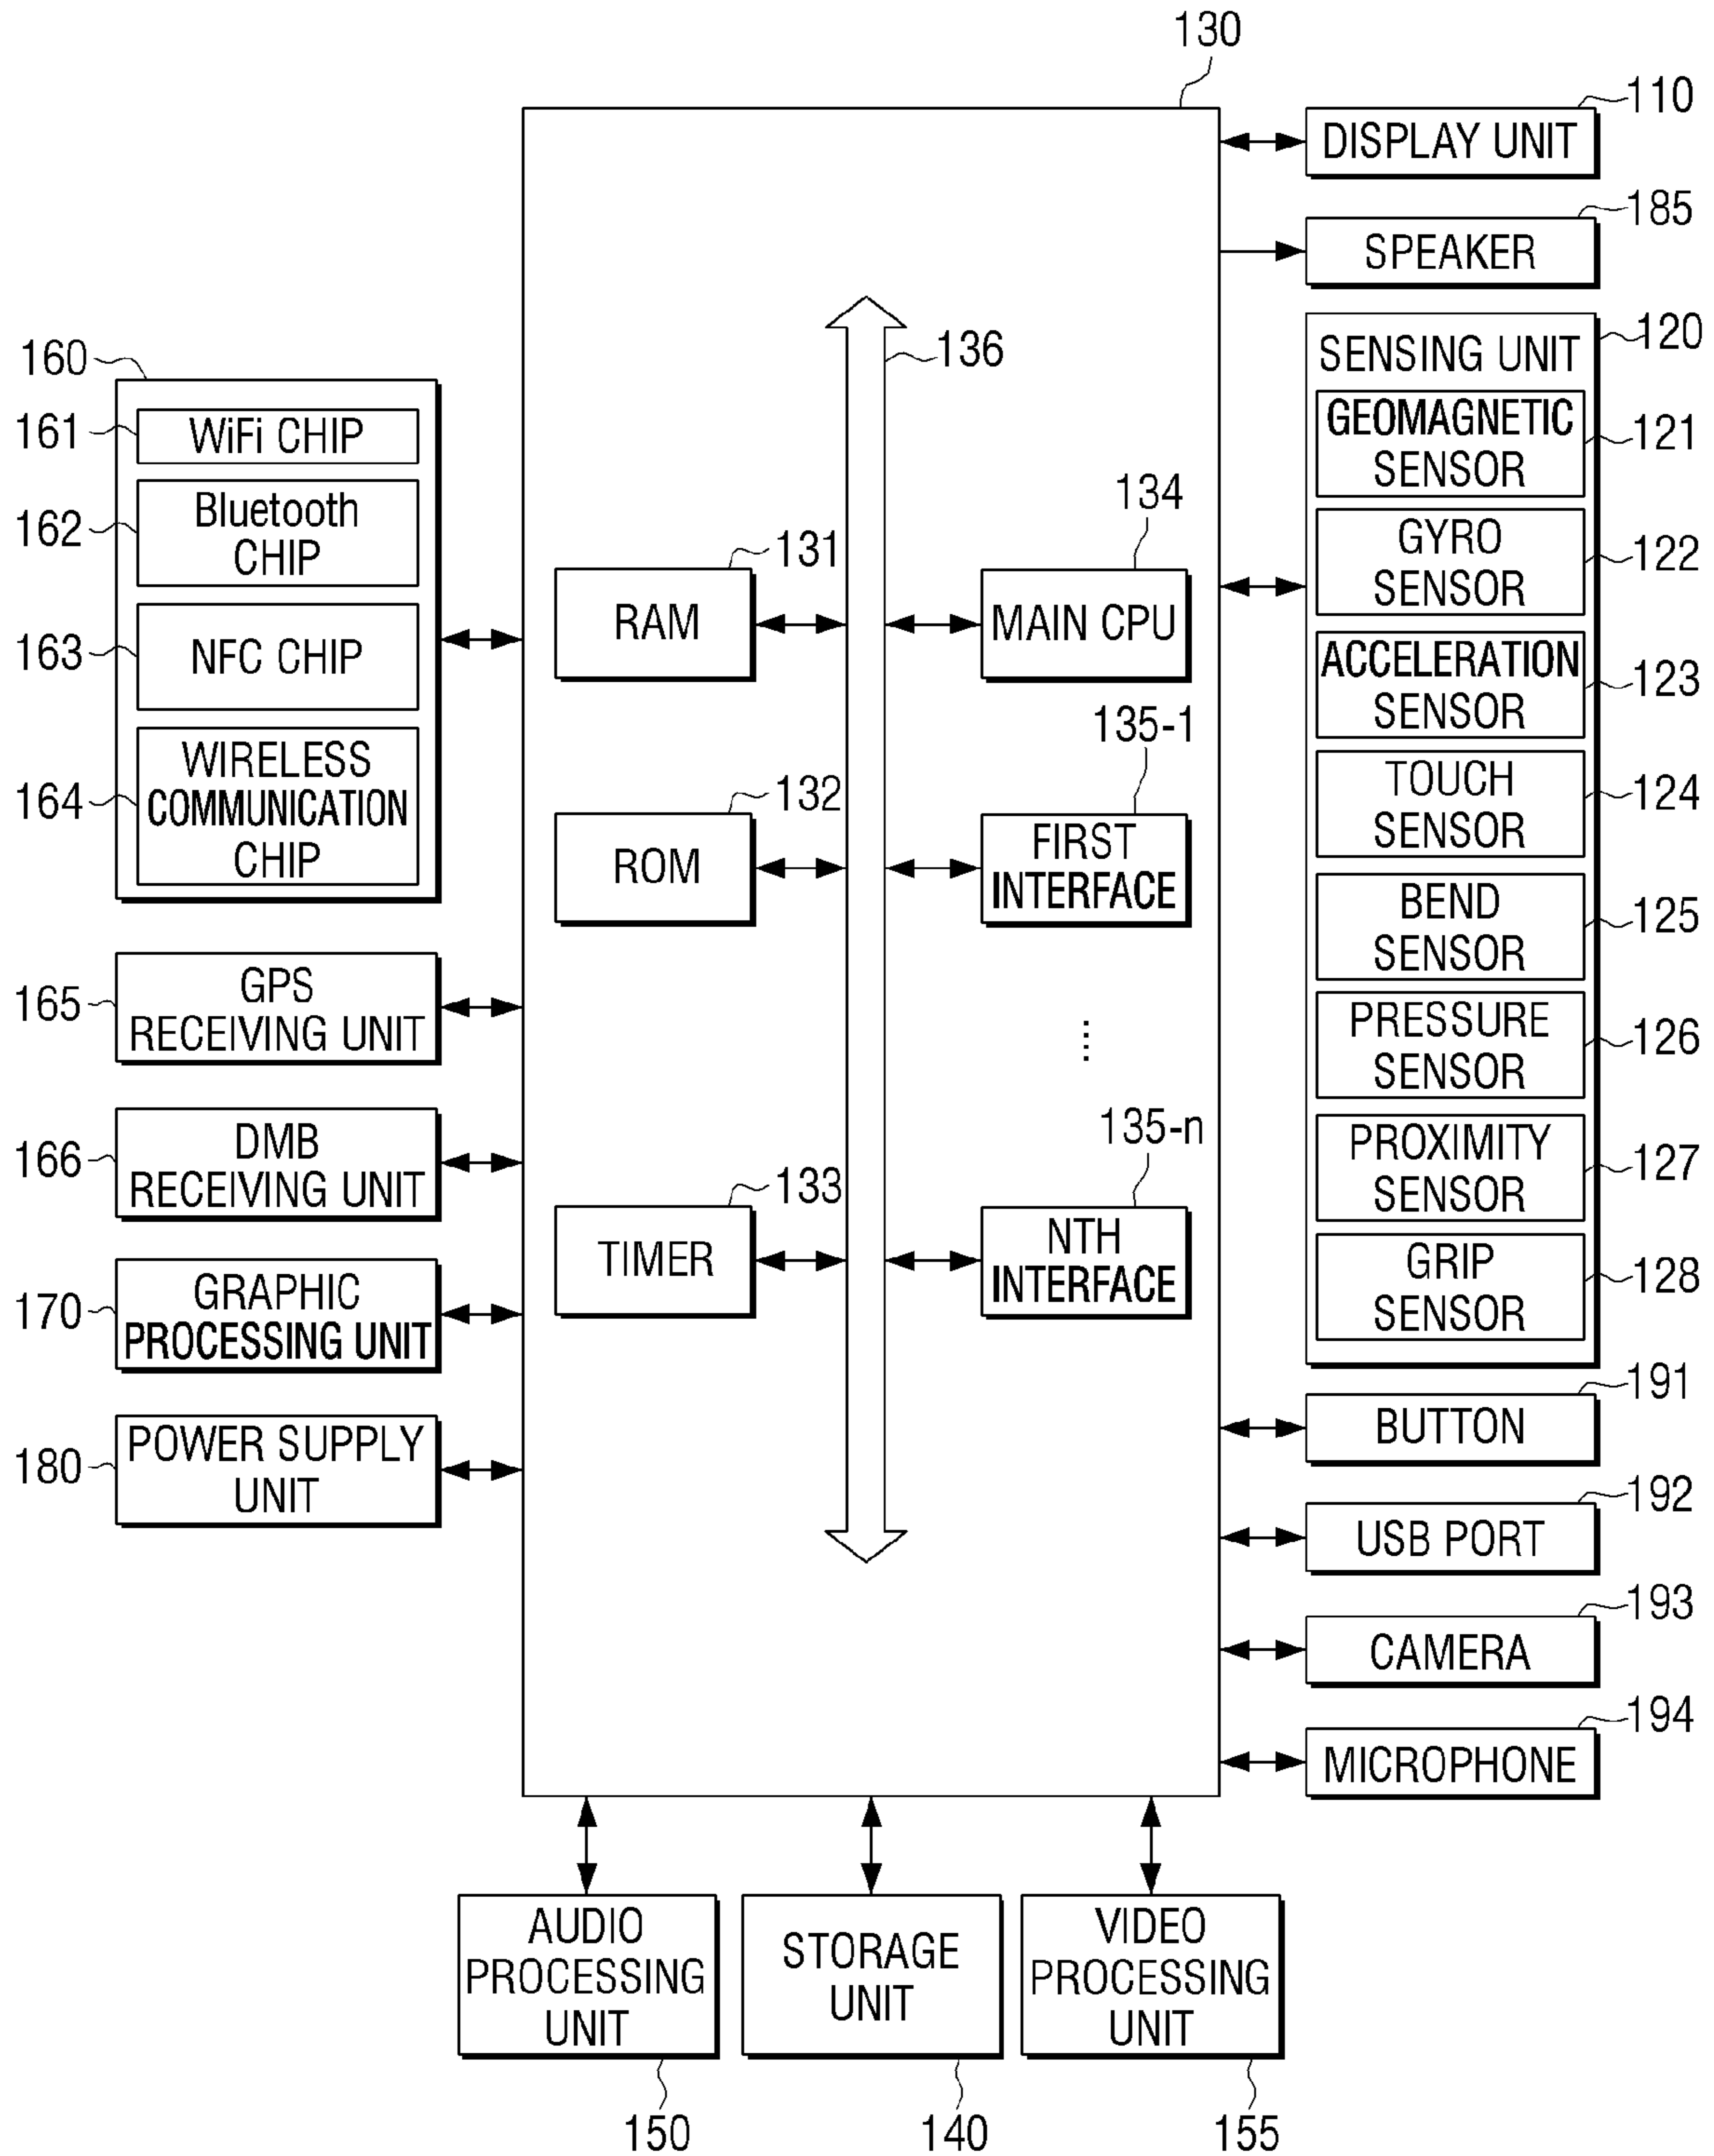 130
110
DISPLAY UNIT
185
SPEAKER
160
161
WiFi CHIP
162
Bluetooth
CHIP
163
NFC CHIP
164
WIRELESS
COMMUNICATION
CHIP
165
GPS
RECEIVING UNIT
166
DMB
RECEIVING UNIT
170
GRAPHIC
PROCESSING UNIT
180
POWER SUPPLY
UNIT
136
131
RAM
132
ROM
133
TIMER
134
MAIN CPU
135-1
FIRST
INTERFACE
135-n
NTH
INTERFACE
120
SENSING UNIT
GEOMAGNETIC
SENSOR
121
GYRO
SENSOR
122
ACCELERATION
SENSOR
123
TOUCH
SENSOR
124
BEND
SENSOR
125
PRESSURE
SENSOR
126
PROXIMITY
SENSOR
127
GRIP
SENSOR
128
191
BUTTON
192
USB PORT
193
CAMERA
194
MICROPHONE
AUDIO
PROCESSING
UNIT
150
STORAGE
UNIT
140
VIDEO
PROCESSING
UNIT
155